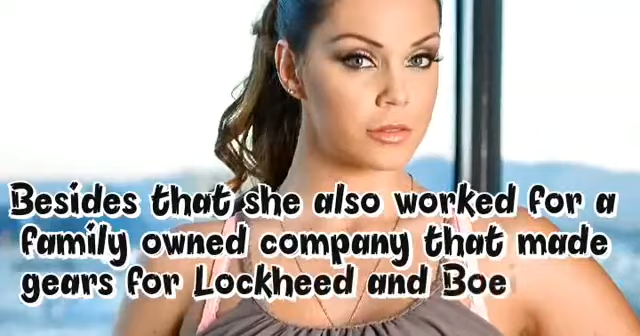 Besides that she also worked for a
family owned company that made
gears for Lockheed and Boe